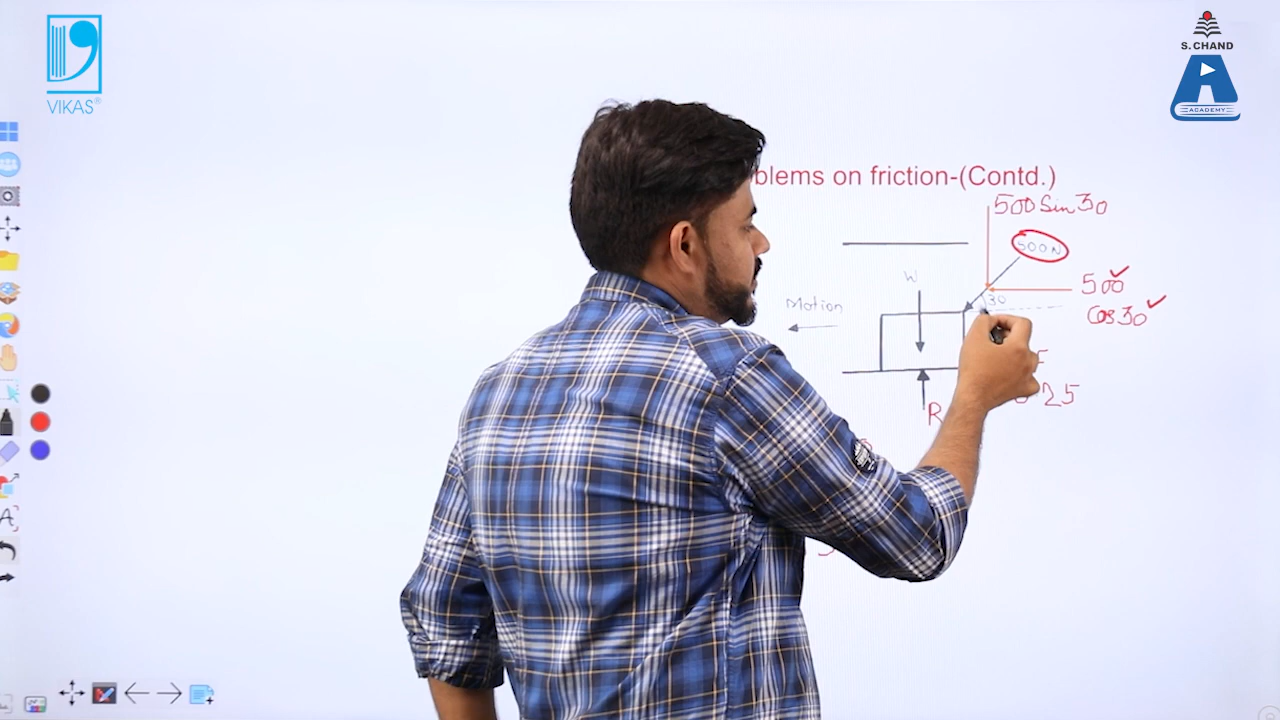 VIKAS®
S. CHAND
ACADEMY
blems on friction-(Contd.)
500 Sin 30
500N
W
500
30
Cos 30
Motion
25
R